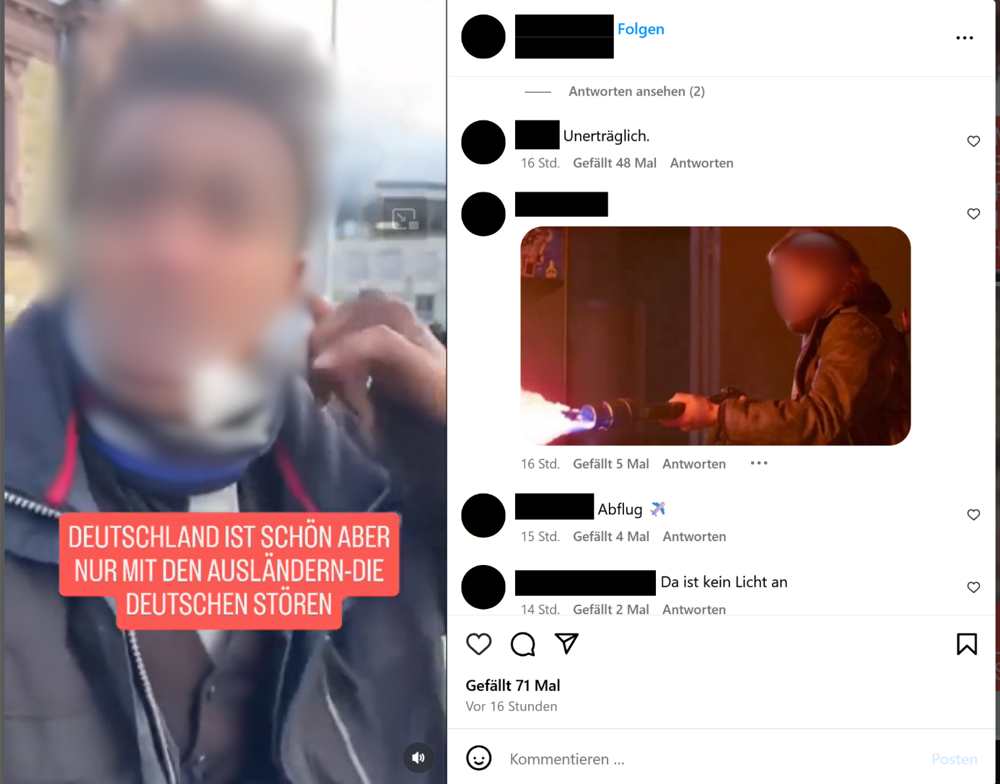 DEUTSCHLAND IST SCHÖN ABER
NUR MIT DEN AUSLÄNDERN-DIE
DEUTSCHEN STÖREN
Folgen
Antworten ansehen (2)
Unerträglich.
16 Std. Gefällt 48 Mal Antworten
16 Std. Gefällt 5 Mal Antworten
Abflug
15 Std. Gefällt 4 Mal Antworten
Da ist kein Licht an
14 Std. Gefällt 2 Mal Antworten
Gefällt 71 Mal
Vor 16 Stunden
Kommentieren ...
Posten